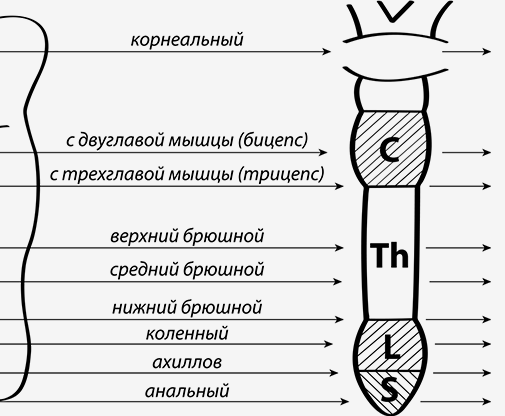 корнеальный
с двуглавой мышцы (бицепс)
C
с трехглавой мышцы (трицепс)
верхний брюшной
Th
средний брюшной
нижний брюшной
коленный
L
ахиллов
анальный
S